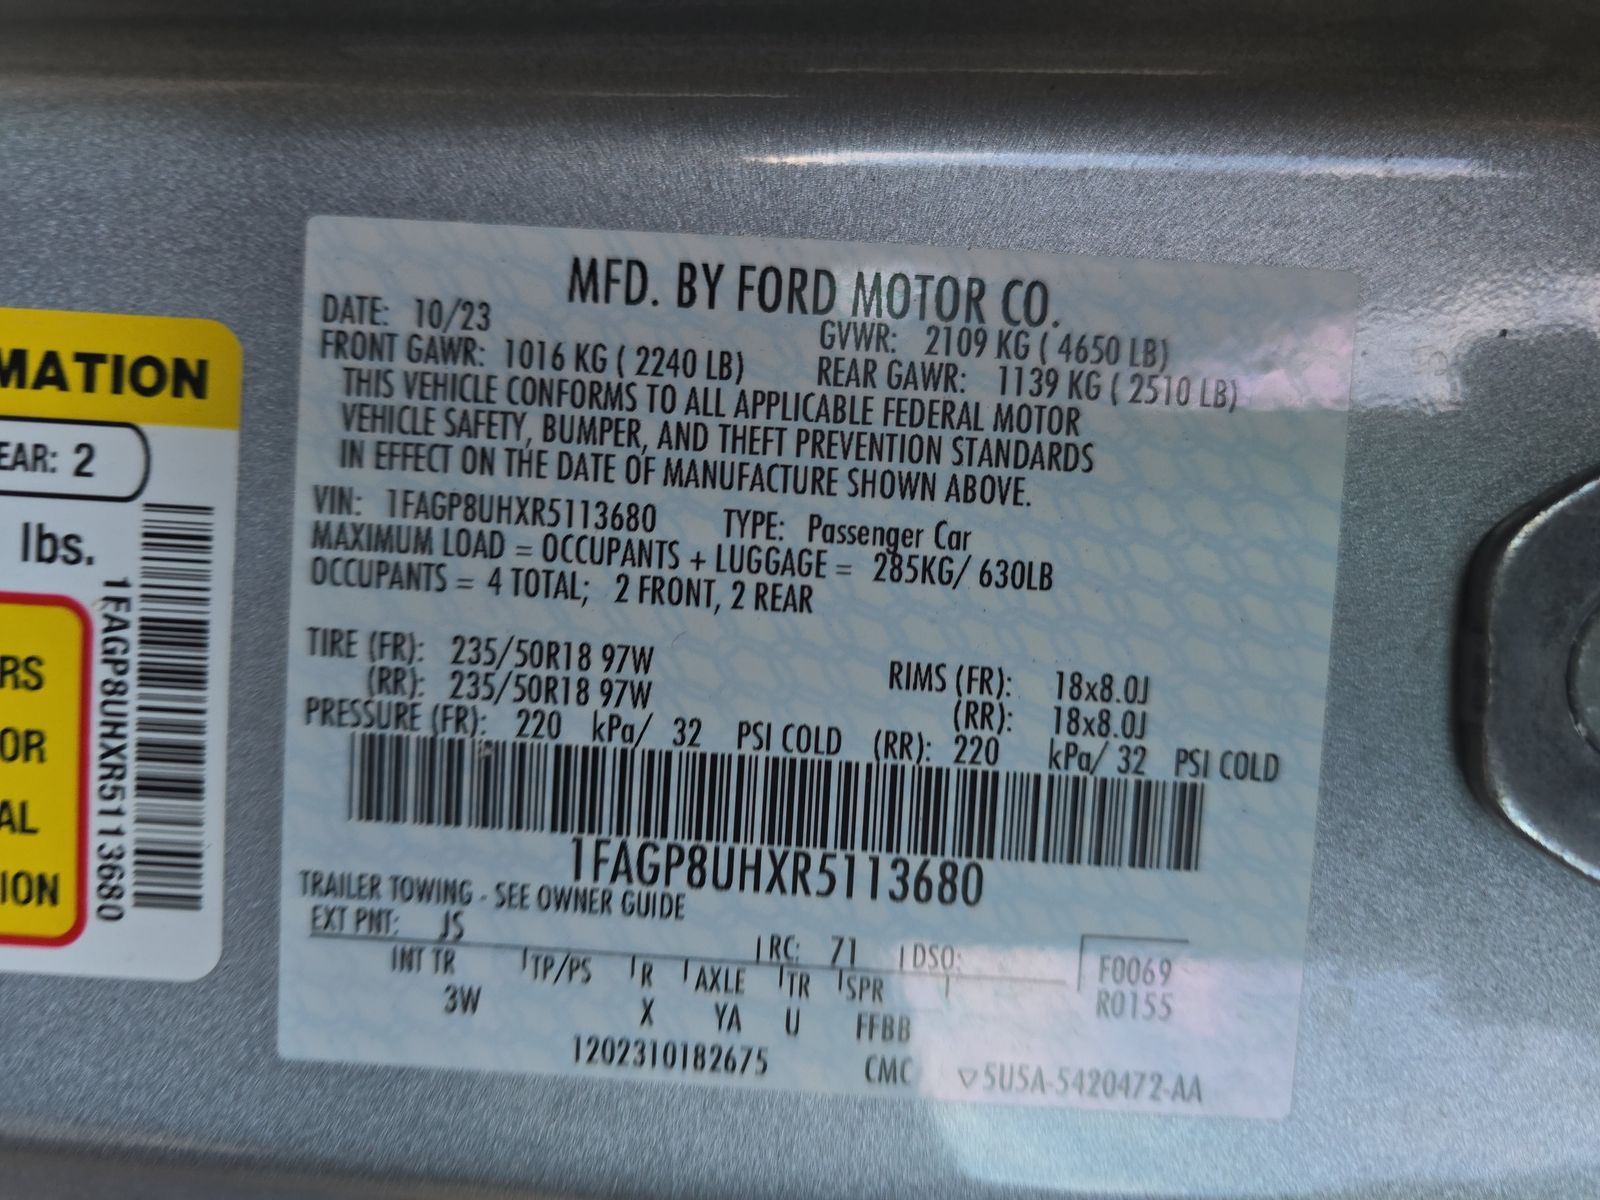 MATION
EAR: 2
lbs.
RS
OR
AL
ION
1FAGP8UHXR5113680
MFD. BY FORD MOTOR CO.
DATE: 10/23 GVWR: 2109 KG ( 4650 LB)
FRONT GAWR: 1016 KG ( 2240 LB) REAR GAWR: 1139 KG ( 2510 LB)
THIS VEHICLE CONFORMS TO ALL APPLICABLE FEDERAL MOTOR
VEHICLE SAFETY, BUMPER, AND THEFT PREVENTION STANDARDS
IN EFFECT ON THE DATE OF MANUFACTURE SHOWN ABOVE.
VIN: 1FAGP8UHXR5113680 TYPE: Passenger Car
MAXIMUM LOAD = OCCUPANTS + LUGGAGE = 285KG/ 630LB
OCCUPANTS = 4 TOTAL; 2 FRONT, 2 REAR
TIRE (FR): 235/50R18 97W RIMS (FR): 18x8.0J
(RR): 235/50R18 97W (RR): 18x8.0J
PRESSURE (FR): 220 kPa/ 32 PSI COLD (RR): 220 kPa/ 32 PSI COLD
1FAGP8UHXR5113680
TRAILER TOWING - SEE OWNER GUIDE
EXT PNT: JS RC: 71 DSO:
INT TR TP/PS R AXLE TR SPR F0069
3W X YA U FFBB R0155
1202310182675 CMC ▽5U5A-5420472-AA